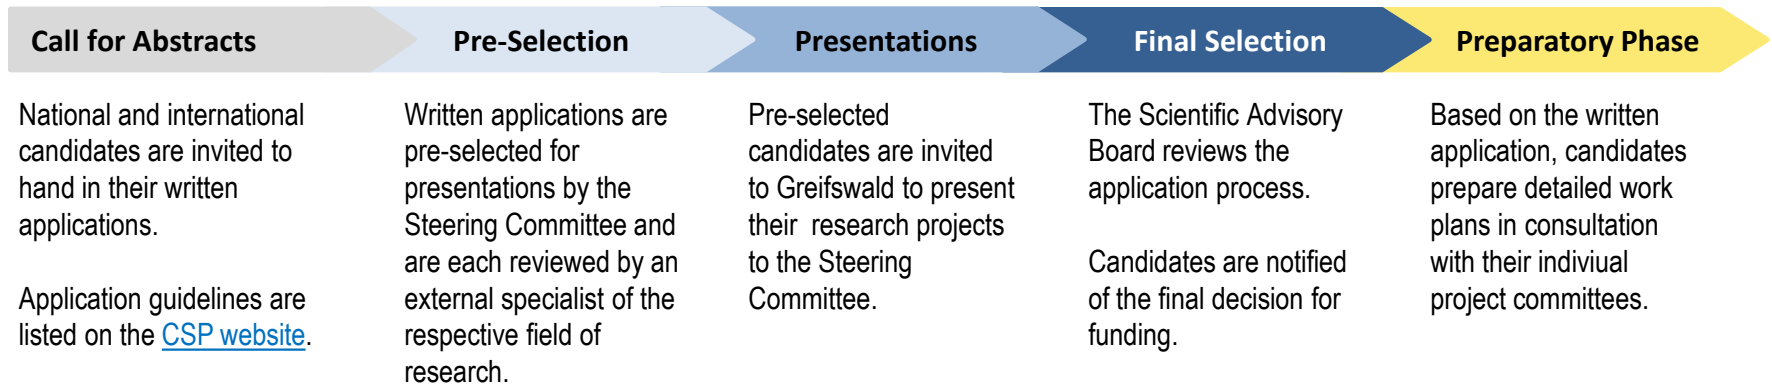 Call for Abstracts
Pre-Selection
Presentations
Final Selection
Preparatory Phase
National and international
candidates are invited to
hand in their written
applications.
Application guidelines are
listed on the CSP website.
Written applications are
pre-selected for
presentations by the
Steering Committee and
are each reviewed by an
external specialist of the
respective field of
research.
Pre-selected
candidates are invited
to Greifswald to present
their  research projects
to the Steering
Committee.
The Scientific Advisory
Board reviews the
application process.
Candidates are notified
of the final decision for
funding.
Based on the written
application, candidates
prepare detailed work
plans in consultation
with their indiviual
project committees.